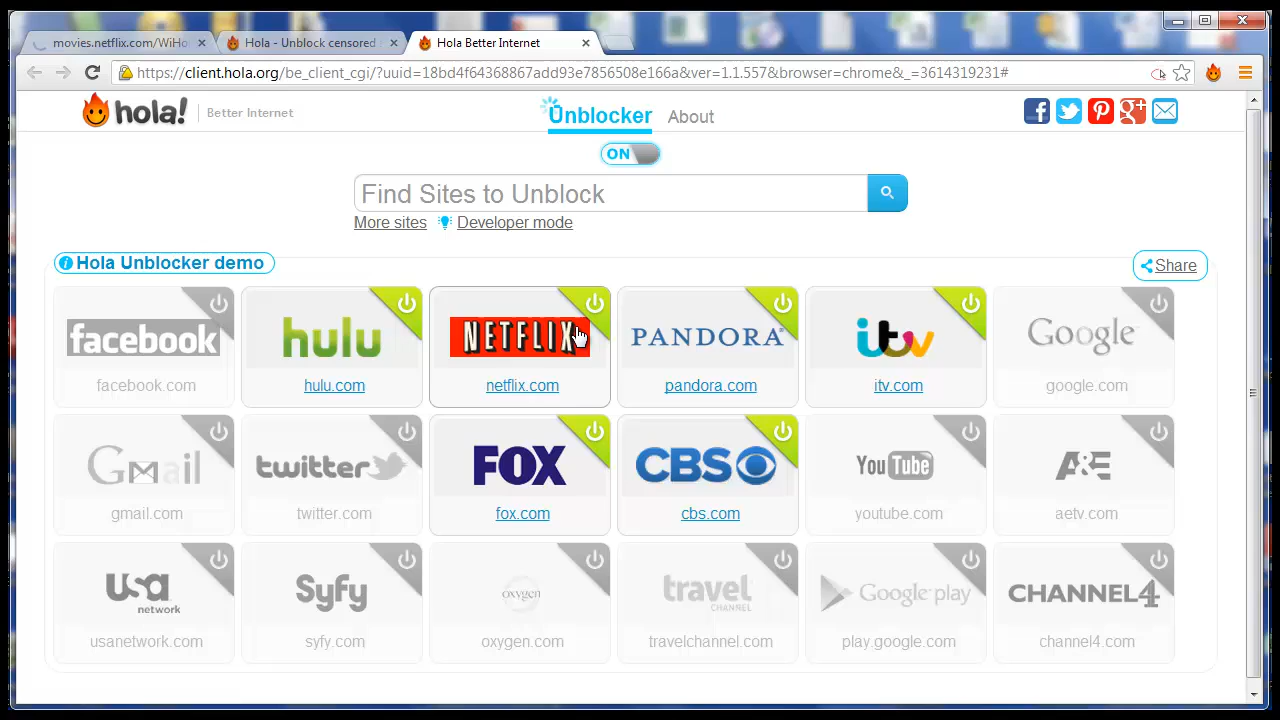 movies.netflix.com/WiHo
Hola - Unblock censored
Hola Better Internet
https://client.hola.org/be_client_cgi/?uuid=18bd4f64388867
93e7856508e166a&ver=1.1.557&browser=chrome&_=3614319231#
hola!
Better Internet
Unblocker
About
ON
Find Sites to Unblock
More sites
Developer mode
Hola Unblocker demo
Share
facebook
hulu
NETFLIX
PANDORA
itv
Google
facebook.com
hulu.com
netflix.com
pandora.com
itv.com
google.com
Gmail
twitter
FOX
CBS
YouTube
A&E
gmail.com
twitter.com
fox.com
cbs.com
youtube.com
aetv.com
usa
network
Syfy
oxygen
travel
CHANNEL
Google play
CHANNEL4
usanetwork.com
syfy.com
oxygen.com
travelchannel.com
play.google.com
channel4.com